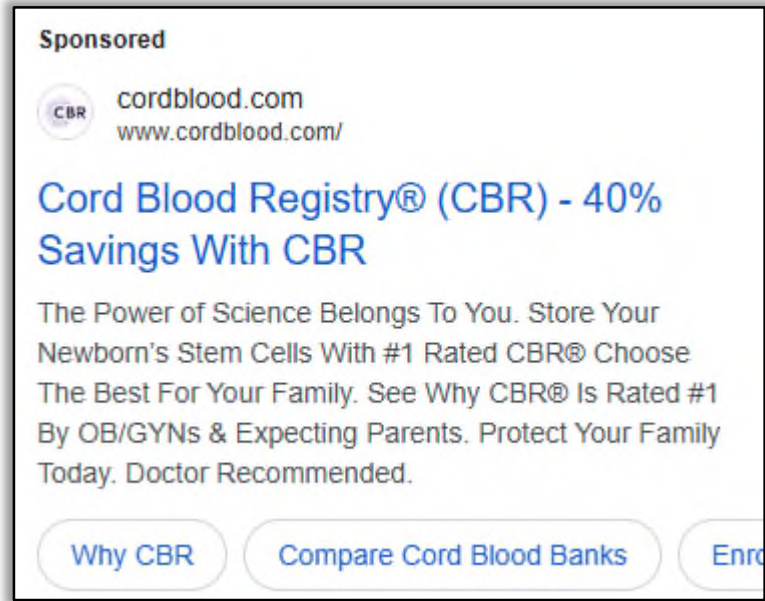 Sponsored
CBR
cordblood.com
www.cordblood.com/
Cord Blood Registry® (CBR) - 40%
Savings With CBR
The Power of Science Belongs To You. Store Your
Newborn's Stem Cells With #1 Rated CBR® Choose
The Best For Your Family. See Why CBR® Is Rated #1
By OB/GYNs & Expecting Parents. Protect Your Family
Today. Doctor Recommended.
Why CBR Compare Cord Blood Banks